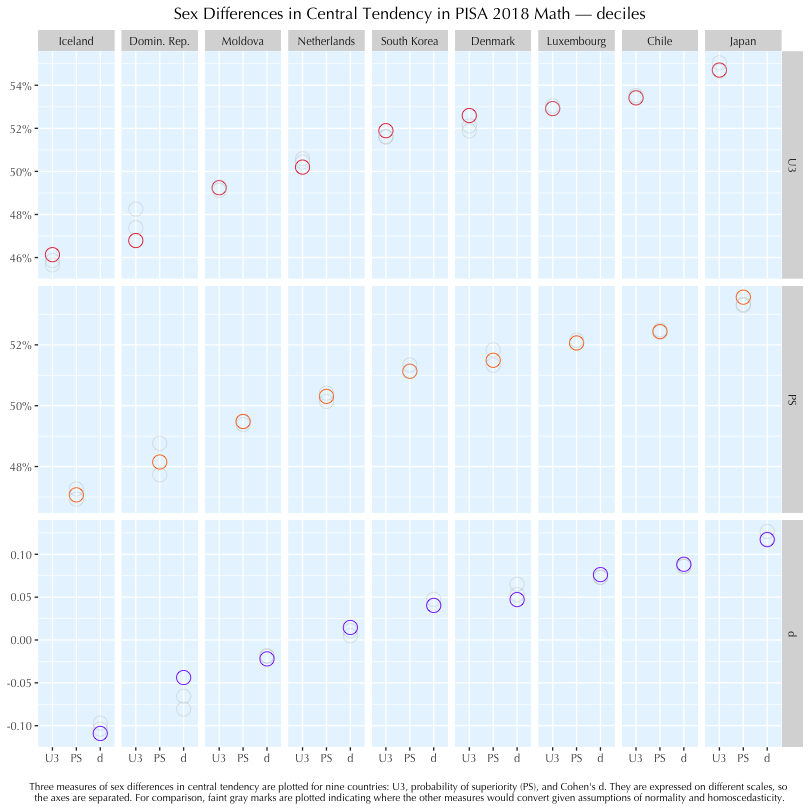 Sex Differences in Central Tendency in PISA 2018 Math — deciles
Iceland Domin. Rep. Moldova Netherlands South Korea Denmark Luxembourg Chile Japan
54%
52%
50%
48%
46%
U3
52%
50%
48%
PS
0.10
0.05
0.00
-0.05
-0.10
d
U3 PS d U3 PS d U3 PS d U3 PS d U3 PS d U3 PS d U3 PS d U3 PS d U3 PS d
Three measures of sex differences in central tendency are plotted for nine countries: U3, probability of superiority (PS), and Cohen's d. They are expressed on different scales, so
the axes are separated. For comparison, faint gray marks are plotted indicating where the other measures would convert given assumptions of normality and homoscedasticity.